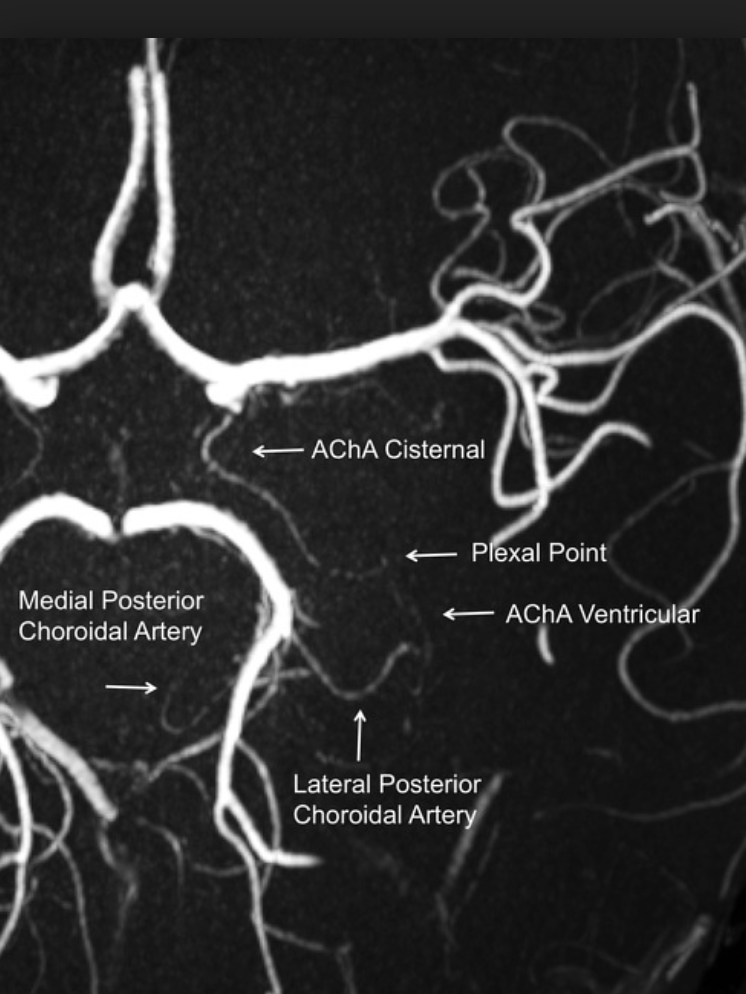 AChA Cisternal
Plexal Point
Medial Posterior
Choroidal Artery
AChA Ventricular
Lateral Posterior
Choroidal Artery